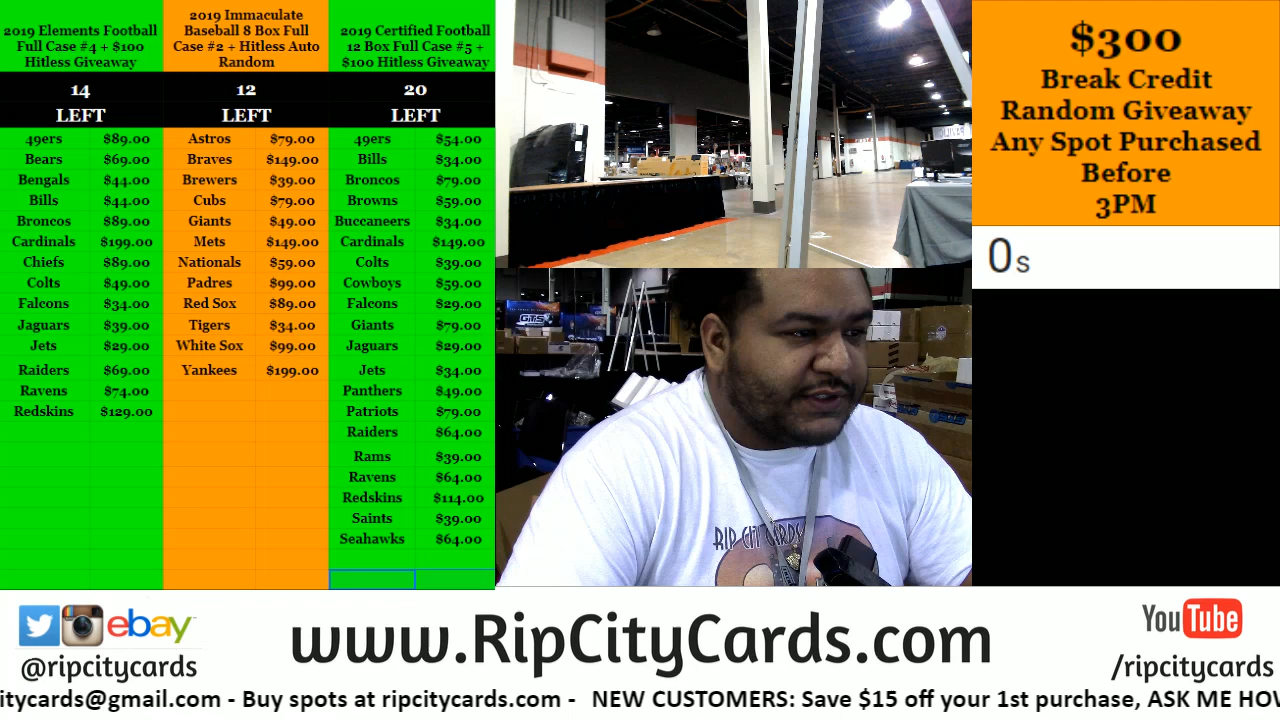 2019 Elements Football
Full Case #4 + $100
Hitless Giveaway
14
LEFT
49ers $89.00
Bears $69.00
Bengals $44.00
Bills $44.00
Broncos $89.00
Cardinals $199.00
Chiefs $89.00
Colts $49.00
Falcons $34.00
Jaguars $39.00
Jets $29.00
Raiders $69.00
Ravens $74.00
Redskins $129.00
2019 Immaculate
Baseball 8 Box Full
Case #2 + Hitless Auto
Random
12
LEFT
Astros $79.00
Braves $149.00
Brewers $39.00
Cubs $79.00
Giants $49.00
Mets $149.00
Nationals $59.00
Padres $99.00
Red Sox $89.00
Tigers $34.00
White Sox $99.00
Yankees $199.00
2019 Certified Football
12 Box Full Case #5 +
$100 Hitless Giveaway
20
LEFT
49ers $54.00
Bills $34.00
Broncos $79.00
Browns $59.00
Buccaneers $34.00
Cardinals $149.00
Colts $39.00
Cowboys $59.00
Falcons $29.00
Giants $79.00
Jaguars $29.00
Jets $34.00
Panthers $49.00
Patriots $79.00
Raiders $64.00
Rams $39.00
Ravens $64.00
Redskins $114.00
Saints $39.00
Seahawks $64.00
GTS
RIP CITY CARDS
$300
Break Credit
Random Giveaway
Any Spot Purchased
Before
3PM
0s
ebay
@ripcitycards
www.RipCityCards.com
YouTube
/ripcitycards
itycards@gmail.com - Buy spots at ripcitycards.com - NEW CUSTOMERS: Save $15 off your 1st purchase, ASK ME HOW